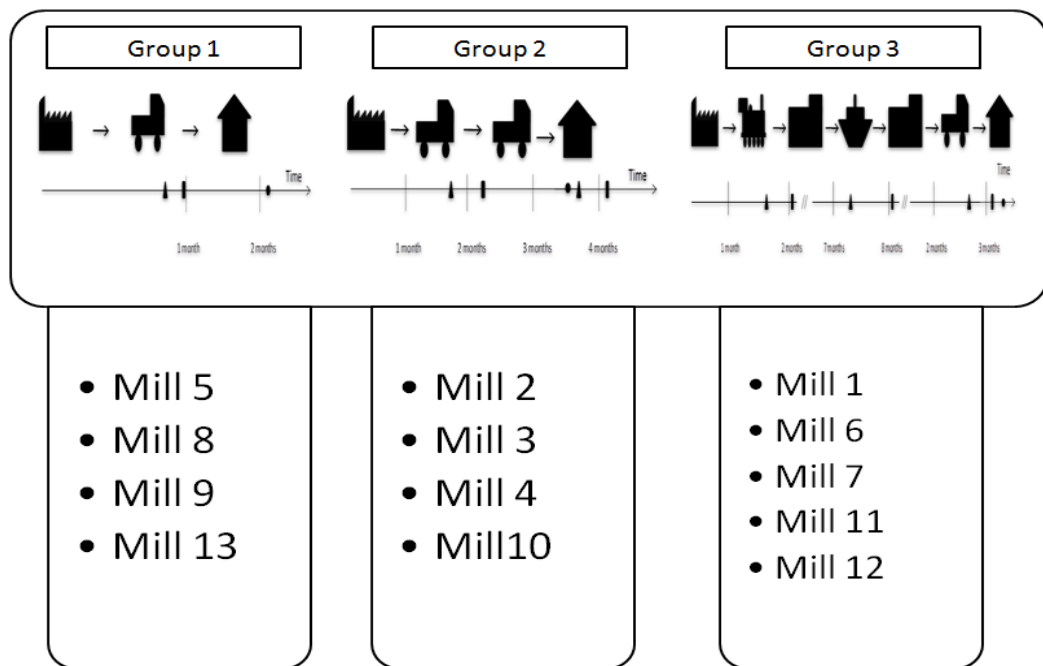 Group 1
Group 2
Group 3
Time
1 month
2 months
Time
1 month
2 months
3 months
4 months
Time
1 month
2 months
7 months
8 months
2 months
3 months
• Mill 5
• Mill 8
• Mill 9
• Mill 13
• Mill 2
• Mill 3
• Mill 4
• Mill10
• Mill 1
• Mill 6
• Mill 7
• Mill 11
• Mill 12